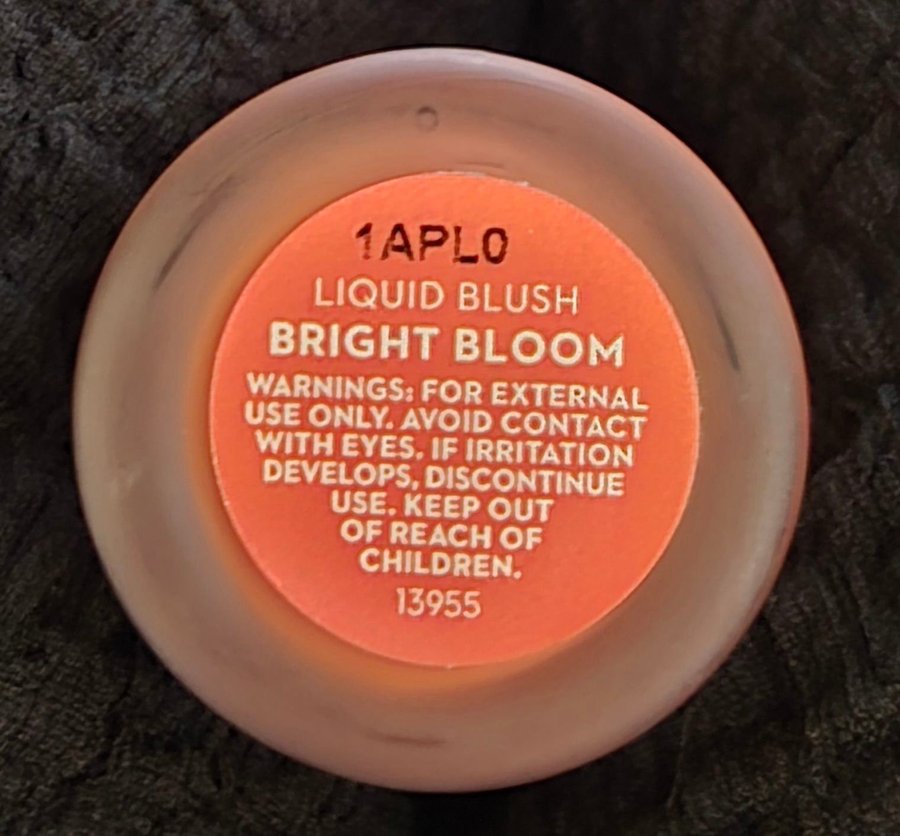 1APL0
LIQUID BLUSH
BRIGHT BLOOM
WARNINGS: FOR EXTERNAL
USE ONLY. AVOID CONTACT
WITH EYES. IF IRRITATION
DEVELOPS, DISCONTINUE
USE. KEEP OUT
OF REACH OF
CHILDREN.
13955